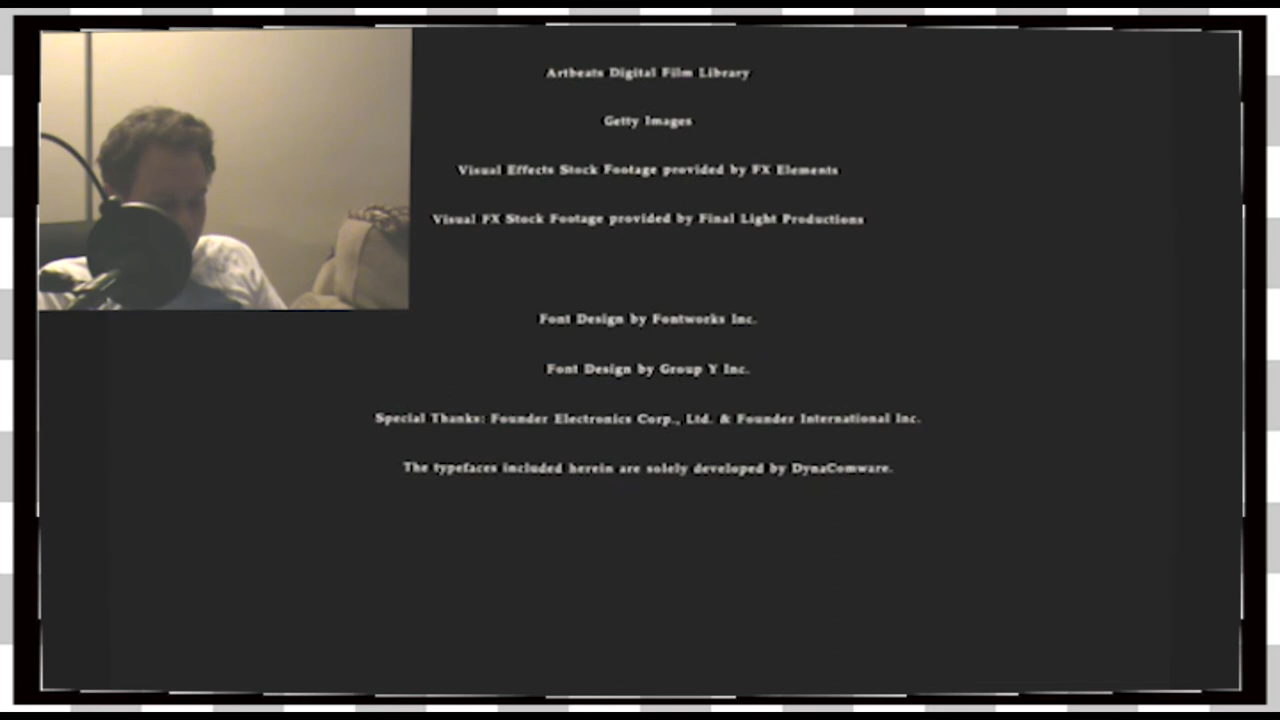 Artbeats Digital Film Library
Getty Images
Visual Effects Stock Footage provided by FX Elements
Visual FX Stock Footage provided by Final Light Productions
Font Design by Fontworks Inc.
Font Design by Group Y Inc.
Special Thanks: Founder Electronics Corp., Ltd. & Founder International Inc.
The typefaces included herein are solely developed by DynaComware.